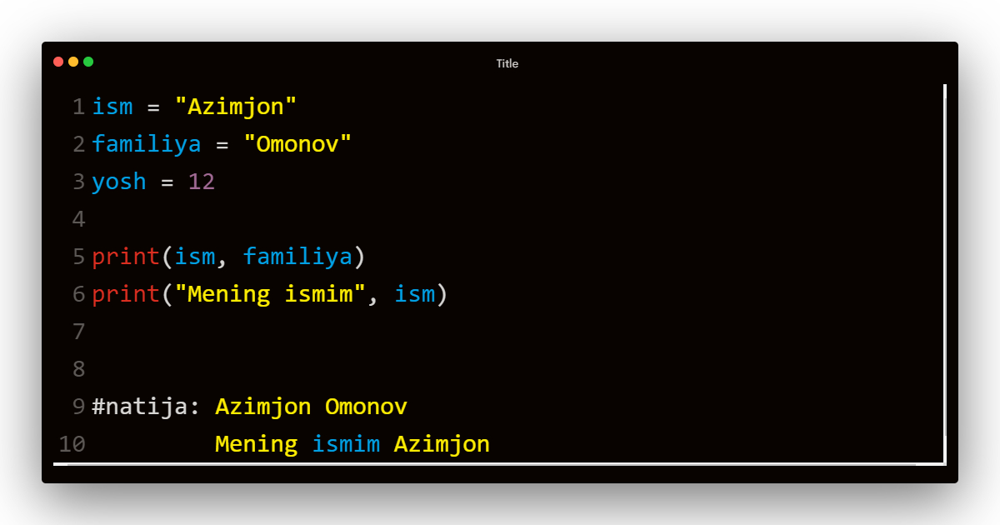 Title
1 ism = "Azimjon"
2 familiya = "Omonov"
3 yosh = 12
4
5 print(ism, familiya)
6 print("Mening ismim", ism)
7
8
9 #natija: Azimjon Omonov
10 Mening ismim Azimjon